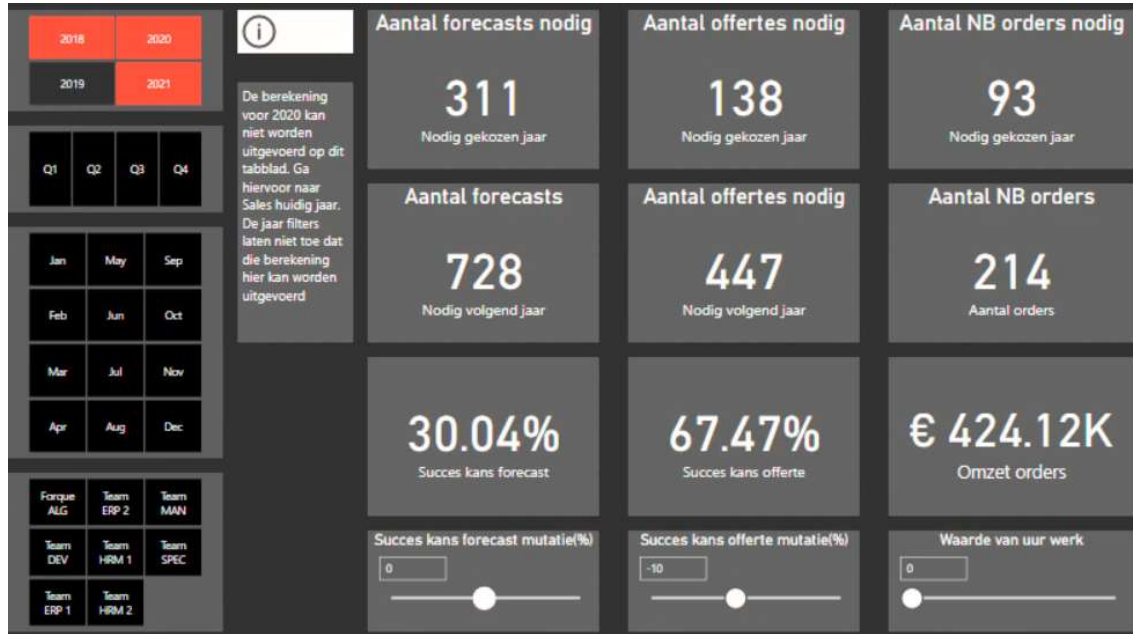 2018
2020
2019
2021
Q1
Q2
Q3
Q4
Jan
May
Sep
Feb
Jun
Oct
Mar
Jul
Nov
Apr
Aug
Dec
Forque
ALG
Team
ERP 2
Team
MAN
Team
DEV
Team
HRM 1
Team
SPEC
Team
ERP 1
Team
HRM 2
i
De berekening
voor 2020 kan
niet worden
uitgevoerd op dit
tabblad. Ga
hiervoor naar
Sales huidig jaar.
De jaar filters
laten niet toe dat
die berekening
hier kan worden
uitgevoerd
Aantal forecasts nodig
311
Nodig gekozen jaar
Aantal offertes nodig
138
Nodig gekozen jaar
Aantal NB orders nodig
93
Nodig gekozen jaar
Aantal forecasts
728
Nodig volgend jaar
Aantal offertes nodig
447
Nodig volgend jaar
Aantal NB orders
214
Aantal orders
30.04%
Succes kans forecast
67.47%
Succes kans offerte
€ 424.12K
Omzet orders
Succes kans forecast mutatie(%)
0
Succes kans offerte mutatie(%)
-10
Waarde van uur werk
0